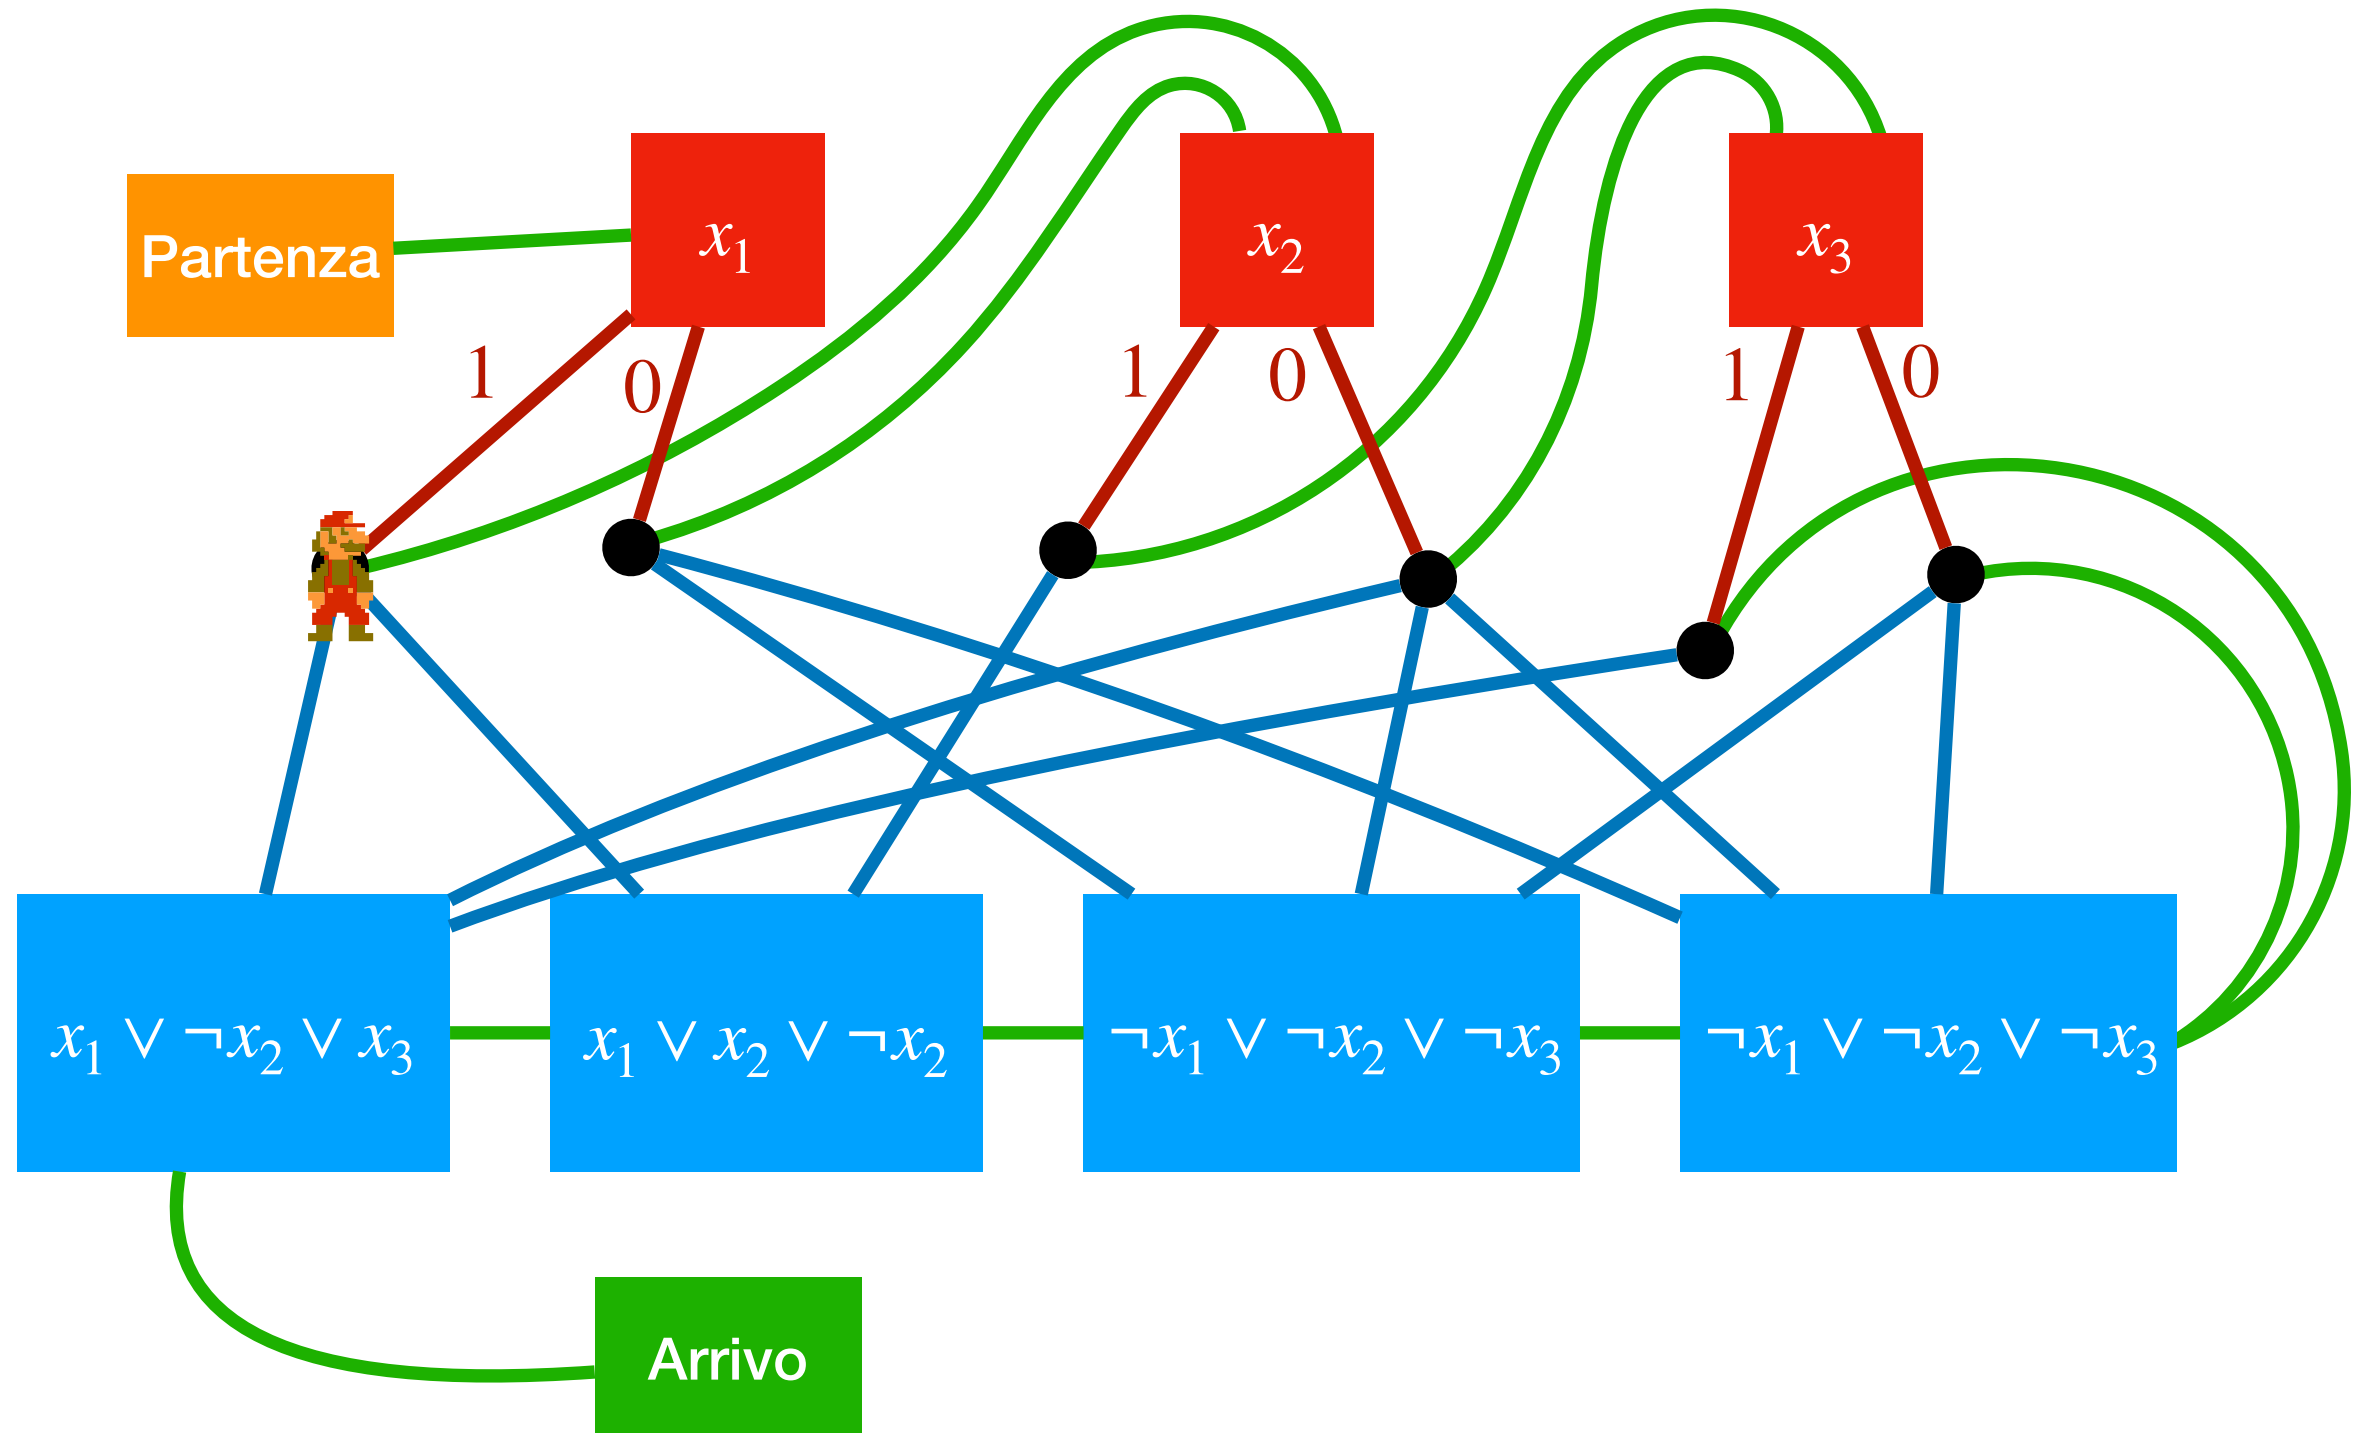 Partenza
x₁
x₂
x₃
1
0
1
0
1
0
x₁ ∨ ¬x₂ ∨ x₃
x₁ ∨ x₂ ∨ ¬x₂
¬x₁ ∨ ¬x₂ ∨ ¬x₃
¬x₁ ∨ ¬x₂ ∨ ¬x₃
Arrivo